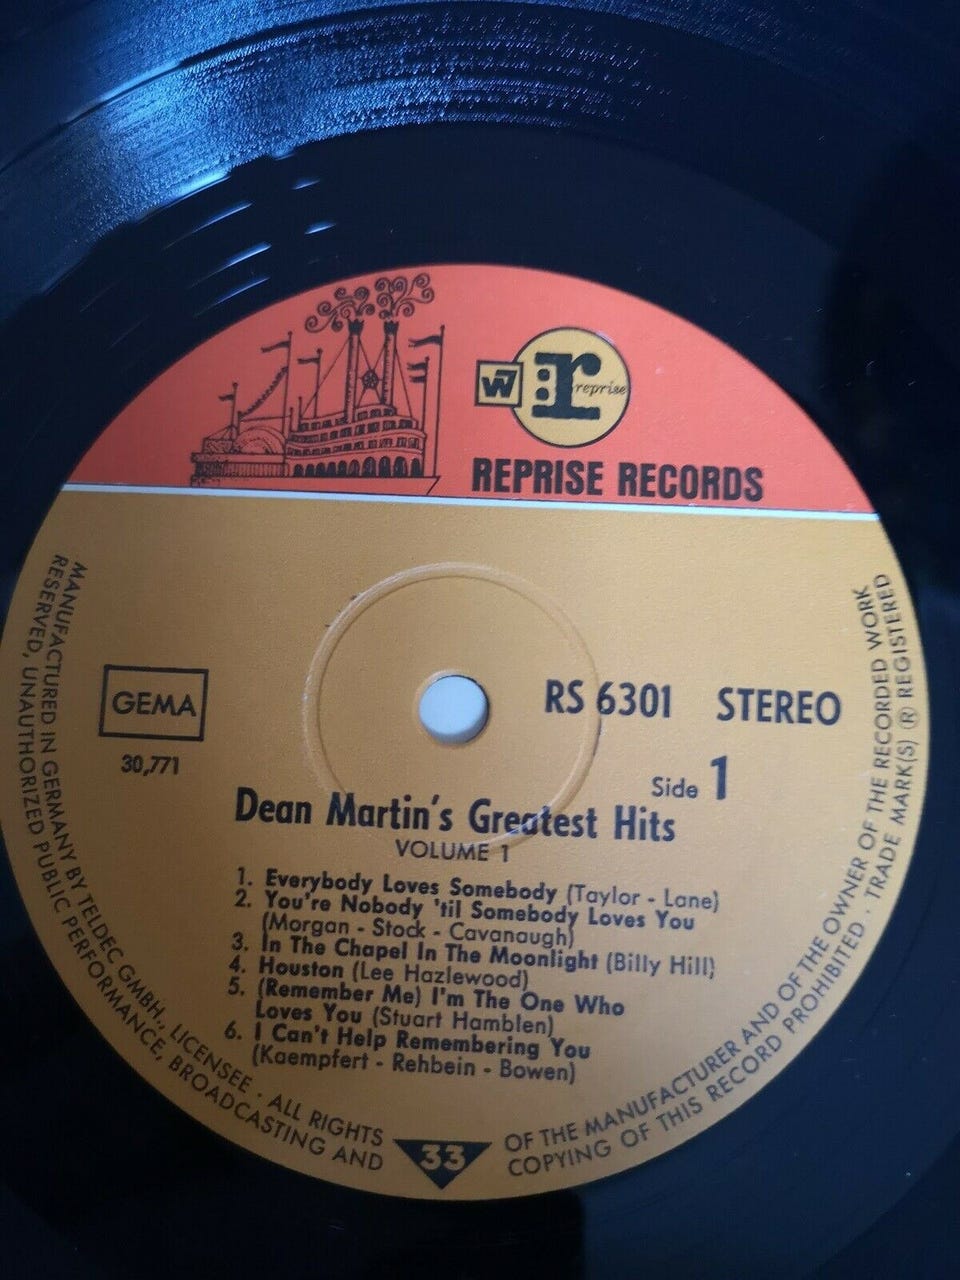 W7
r
reprise
REPRISE RECORDS
GEMA
30,771
RS 6301 STEREO
Side 1
Dean Martin's Greatest Hits
VOLUME 1
1. Everybody Loves Somebody (Taylor - Lane)
2. You're Nobody 'til Somebody Loves You
(Morgan - Stock - Cavanaugh)
3. In The Chapel In The Moonlight (Billy Hill)
4. Houston (Lee Hazlewood)
5. (Remember Me) I'm The One Who
Loves You (Stuart Hamblen)
6. I Can't Help Remembering You
(Kaempfert - Rehbein - Bowen)
MANUFACTURED IN GERMANY BY TELDEC GMBH., LICENSEE · ALL RIGHTS
RESERVED, UNAUTHORIZED PUBLIC PERFORMANCE, BROADCASTING AND
33
OF THE MANUFACTURER AND OF THE OWNER OF THE RECORDED WORK
COPYING OF THIS RECORD PROHIBITED · TRADE MARK(S) ® REGISTERED